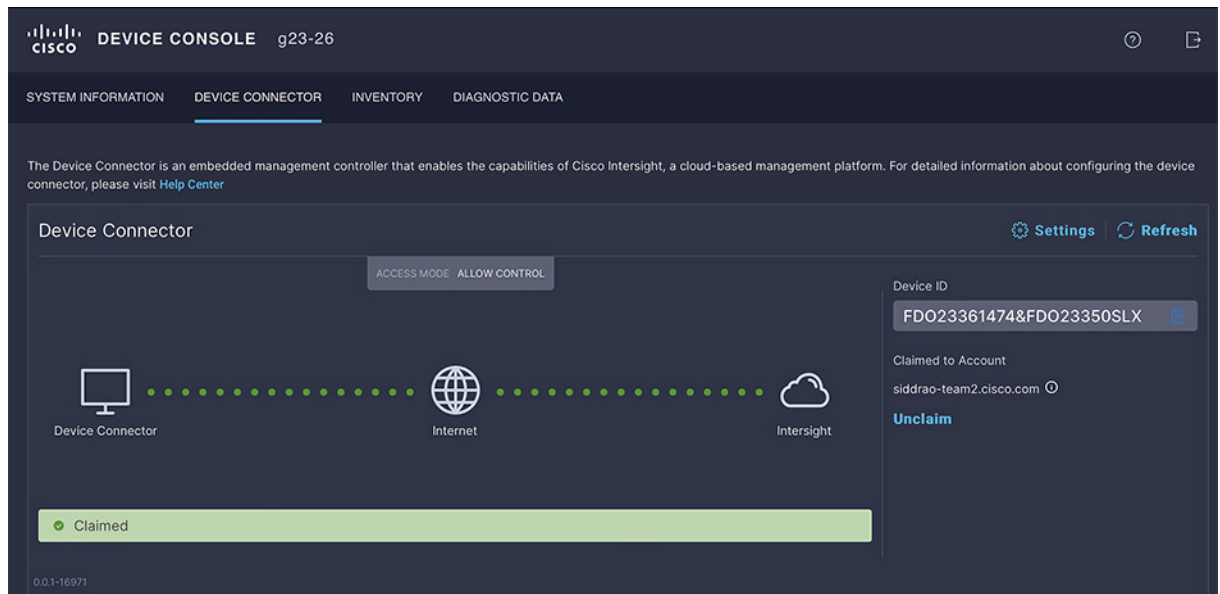 CISCO DEVICE CONSOLE g23-26
SYSTEM INFORMATION DEVICE CONNECTOR INVENTORY DIAGNOSTIC DATA
The Device Connector is an embedded management controller that enables the capabilities of Cisco Intersight, a cloud-based management platform. For detailed information about configuring the device
connector, please visit Help Center
Device Connector
Settings Refresh
ACCESS MODE ALLOW CONTROL
Device Connector
Internet
Intersight
Claimed
Device ID
FDO23361474&FDO23350SLX
Claimed to Account
siddrao-team2.cisco.com
Unclaim
0.0.1-16971